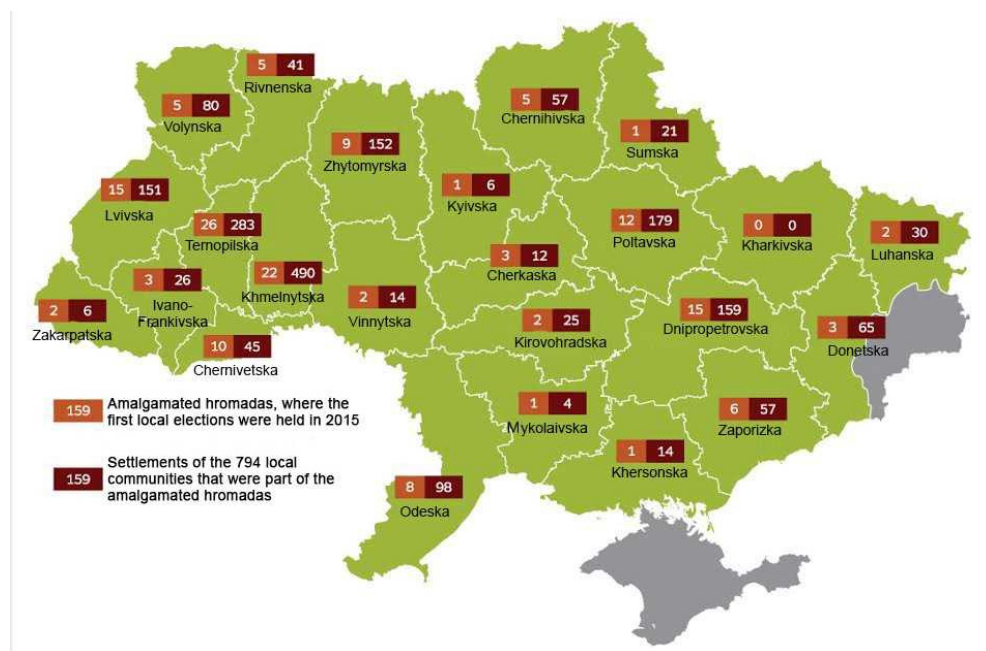 5 41
Rivnenska
5 80
Volynska
5 57
Chernihivska
1 21
Sumska
9 152
Zhytomyrska
15 151
Lvivska
1 6
Kyivska
26 283
Ternopilska
12 179
Poltavska
0 0
Kharkivska
2 30
Luhanska
3 12
Cherkaska
3 26
Ivano-
Frankivska
22 490
Khmelnytska
2 14
Vinnytska
2 6
Zakarpatska
2 25
Kirovohradska
15 159
Dnipropetrovska
3 65
Donetska
10 45
Chernivetska
1 4
Mykolaivska
6 57
Zaporizka
1 14
Khersonska
8 98
Odeska
159 Amalgamated hromadas, where the
first local elections were held in 2015
159 Settlements of the 794 local
communities that were part of the
amalgamated hromadas